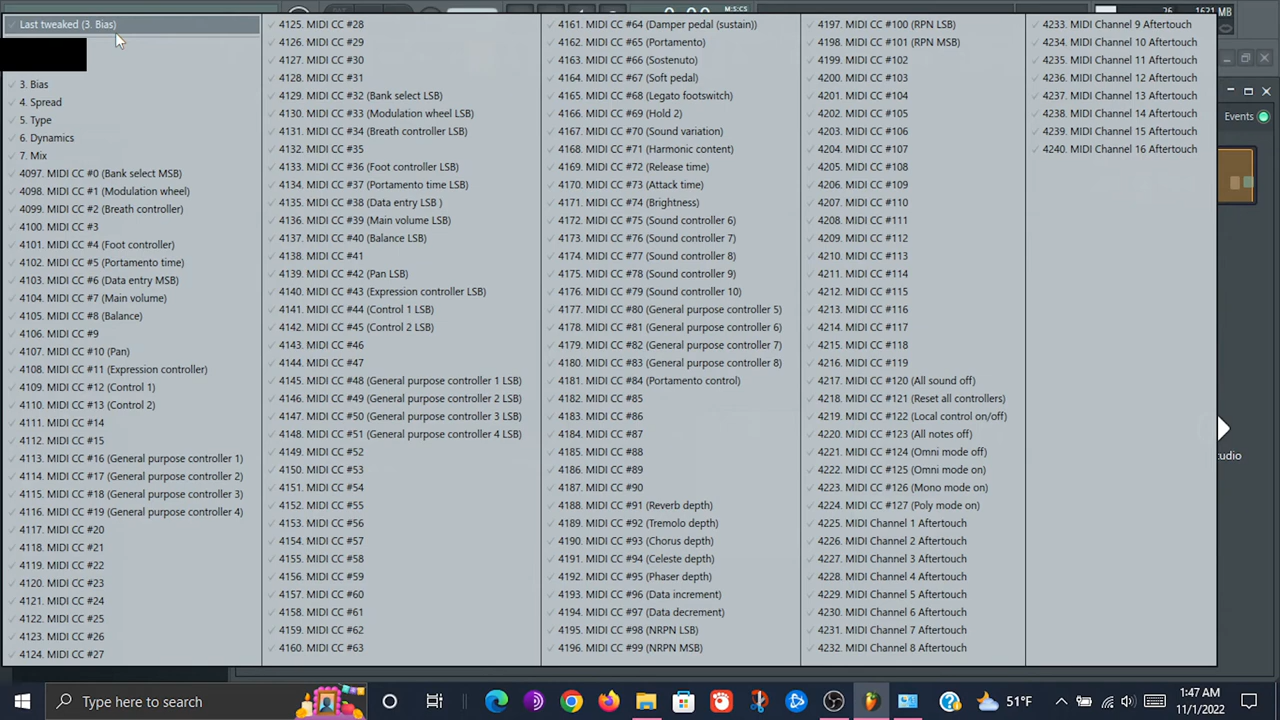 Last tweaked (3. Bias)
3. Bias
4. Spread
5. Type
6. Dynamics
7. Mix
4097. MIDI CC #0 (Bank select MSB)
4098. MIDI CC #1 (Modulation wheel)
4099. MIDI CC #2 (Breath controller)
4100. MIDI CC #3
4101. MIDI CC #4 (Foot controller)
4102. MIDI CC #5 (Portamento time)
4103. MIDI CC #6 (Data entry MSB)
4104. MIDI CC #7 (Main volume)
4105. MIDI CC #8 (Balance)
4106. MIDI CC #9
4107. MIDI CC #10 (Pan)
4108. MIDI CC #11 (Expression controller)
4109. MIDI CC #12 (Control 1)
4110. MIDI CC #13 (Control 2)
4111. MIDI CC #14
4112. MIDI CC #15
4113. MIDI CC #16 (General purpose controller 1)
4114. MIDI CC #17 (General purpose controller 2)
4115. MIDI CC #18 (General purpose controller 3)
4116. MIDI CC #19 (General purpose controller 4)
4117. MIDI CC #20
4118. MIDI CC #21
4119. MIDI CC #22
4120. MIDI CC #23
4121. MIDI CC #24
4122. MIDI CC #25
4123. MIDI CC #26
4124. MIDI CC #27
4125. MIDI CC #28
4126. MIDI CC #29
4127. MIDI CC #30
4128. MIDI CC #31
4129. MIDI CC #32 (Bank select LSB)
4130. MIDI CC #33 (Modulation wheel LSB)
4131. MIDI CC #34 (Breath controller LSB)
4132. MIDI CC #35
4133. MIDI CC #36 (Foot controller LSB)
4134. MIDI CC #37 (Portamento time LSB)
4135. MIDI CC #38 (Data entry LSB )
4136. MIDI CC #39 (Main volume LSB)
4137. MIDI CC #40 (Balance LSB)
4138. MIDI CC #41
4139. MIDI CC #42 (Pan LSB)
4140. MIDI CC #43 (Expression controller LSB)
4141. MIDI CC #44 (Control 1 LSB)
4142. MIDI CC #45 (Control 2 LSB)
4143. MIDI CC #46
4144. MIDI CC #47
4145. MIDI CC #48 (General purpose controller 1 LSB)
4146. MIDI CC #49 (General purpose controller 2 LSB)
4147. MIDI CC #50 (General purpose controller 3 LSB)
4148. MIDI CC #51 (General purpose controller 4 LSB)
4149. MIDI CC #52
4150. MIDI CC #53
4151. MIDI CC #54
4152. MIDI CC #55
4153. MIDI CC #56
4154. MIDI CC #57
4155. MIDI CC #58
4156. MIDI CC #59
4157. MIDI CC #60
4158. MIDI CC #61
4159. MIDI CC #62
4160. MIDI CC #63
4161. MIDI CC #64 (Damper pedal (sustain))
4162. MIDI CC #65 (Portamento)
4163. MIDI CC #66 (Sostenuto)
4164. MIDI CC #67 (Soft pedal)
4165. MIDI CC #68 (Legato footswitch)
4166. MIDI CC #69 (Hold 2)
4167. MIDI CC #70 (Sound variation)
4168. MIDI CC #71 (Harmonic content)
4169. MIDI CC #72 (Release time)
4170. MIDI CC #73 (Attack time)
4171. MIDI CC #74 (Brightness)
4172. MIDI CC #75 (Sound controller 6)
4173. MIDI CC #76 (Sound controller 7)
4174. MIDI CC #77 (Sound controller 8)
4175. MIDI CC #78 (Sound controller 9)
4176. MIDI CC #79 (Sound controller 10)
4177. MIDI CC #80 (General purpose controller 5)
4178. MIDI CC #81 (General purpose controller 6)
4179. MIDI CC #82 (General purpose controller 7)
4180. MIDI CC #83 (General purpose controller 8)
4181. MIDI CC #84 (Portamento control)
4182. MIDI CC #85
4183. MIDI CC #86
4184. MIDI CC #87
4185. MIDI CC #88
4186. MIDI CC #89
4187. MIDI CC #90
4188. MIDI CC #91 (Reverb depth)
4189. MIDI CC #92 (Tremolo depth)
4190. MIDI CC #93 (Chorus depth)
4191. MIDI CC #94 (Celeste depth)
4192. MIDI CC #95 (Phaser depth)
4193. MIDI CC #96 (Data increment)
4194. MIDI CC #97 (Data decrement)
4195. MIDI CC #98 (NRPN LSB)
4196. MIDI CC #99 (NRPN MSB)
4197. MIDI CC #100 (RPN LSB)
4198. MIDI CC #101 (RPN MSB)
4199. MIDI CC #102
4200. MIDI CC #103
4201. MIDI CC #104
4202. MIDI CC #105
4203. MIDI CC #106
4204. MIDI CC #107
4205. MIDI CC #108
4206. MIDI CC #109
4207. MIDI CC #110
4208. MIDI CC #111
4209. MIDI CC #112
4210. MIDI CC #113
4211. MIDI CC #114
4212. MIDI CC #115
4213. MIDI CC #116
4214. MIDI CC #117
4215. MIDI CC #118
4216. MIDI CC #119
4217. MIDI CC #120 (All sound off)
4218. MIDI CC #121 (Reset all controllers)
4219. MIDI CC #122 (Local control on/off)
4220. MIDI CC #123 (All notes off)
4221. MIDI CC #124 (Omni mode off)
4222. MIDI CC #125 (Omni mode on)
4223. MIDI CC #126 (Mono mode on)
4224. MIDI CC #127 (Poly mode on)
4225. MIDI Channel 1 Aftertouch
4226. MIDI Channel 2 Aftertouch
4227. MIDI Channel 3 Aftertouch
4228. MIDI Channel 4 Aftertouch
4229. MIDI Channel 5 Aftertouch
4230. MIDI Channel 6 Aftertouch
4231. MIDI Channel 7 Aftertouch
4232. MIDI Channel 8 Aftertouch
4233. MIDI Channel 9 Aftertouch
4234. MIDI Channel 10 Aftertouch
4235. MIDI Channel 11 Aftertouch
4236. MIDI Channel 12 Aftertouch
4237. MIDI Channel 13 Aftertouch
4238. MIDI Channel 14 Aftertouch
4239. MIDI Channel 15 Aftertouch
4240. MIDI Channel 16 Aftertouch
Events
Type here to search
51°F
1:47 AM
11/1/2022